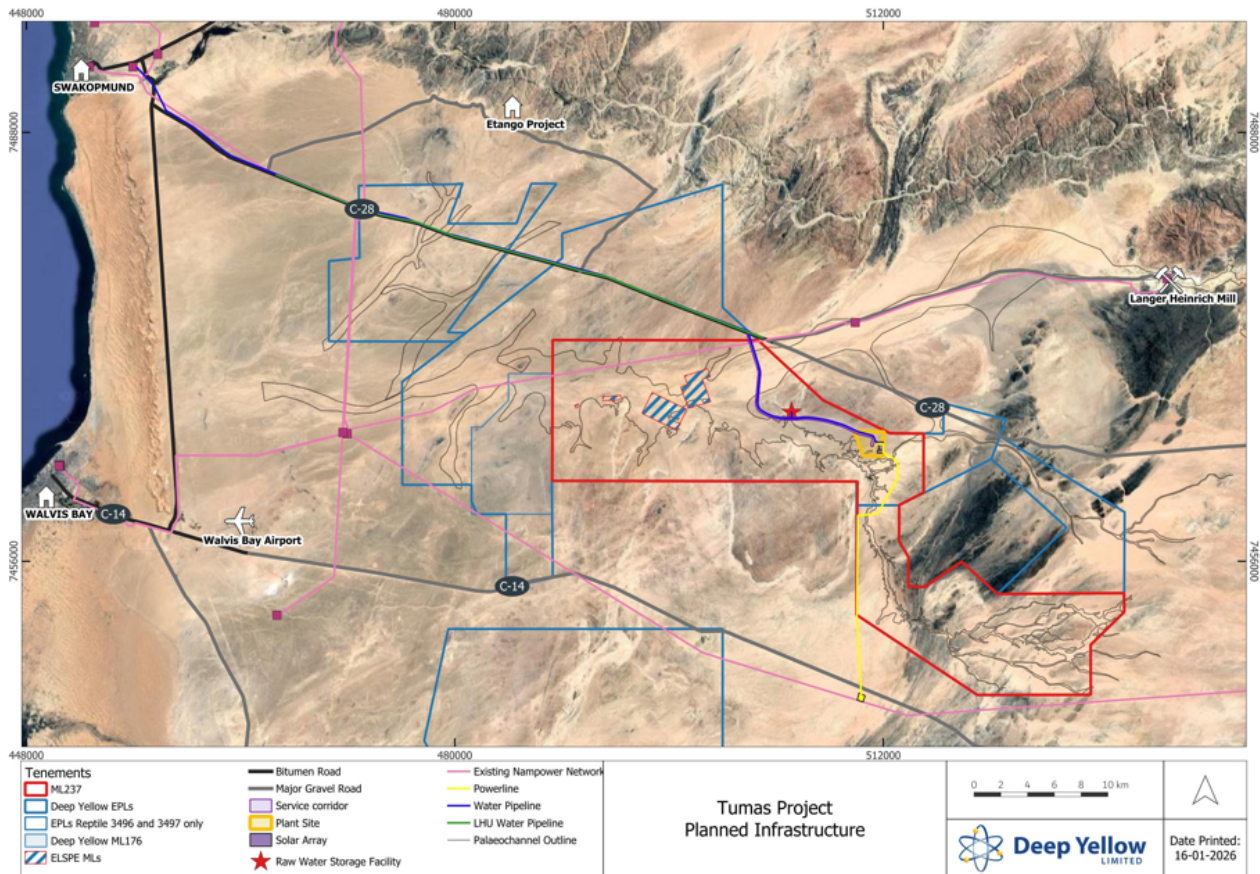 448000
480000
512000
SWAKOPMUND
Etango Project
7488000
7488000
C-28
Langer Heinrich Mill
C-28
WALVIS BAY
C-14
Walvis Bay Airport
7456000
7456000
C-14
448000
480000
512000
Tenements
ML237
Deep Yellow EPLs
EPLs Reptile 3496 and 3497 only
Deep Yellow ML176
ELSPE MLs
Bitumen Road
Major Gravel Road
Service corridor
Plant Site
Solar Array
Raw Water Storage Facility
Existing Nampower Network
Powerline
Water Pipeline
LHU Water Pipeline
Palaeochannel Outline
Tumas Project
Planned Infrastructure
0 2 4 6 8 10 km
Deep Yellow
LIMITED
Date Printed:
16-01-2026